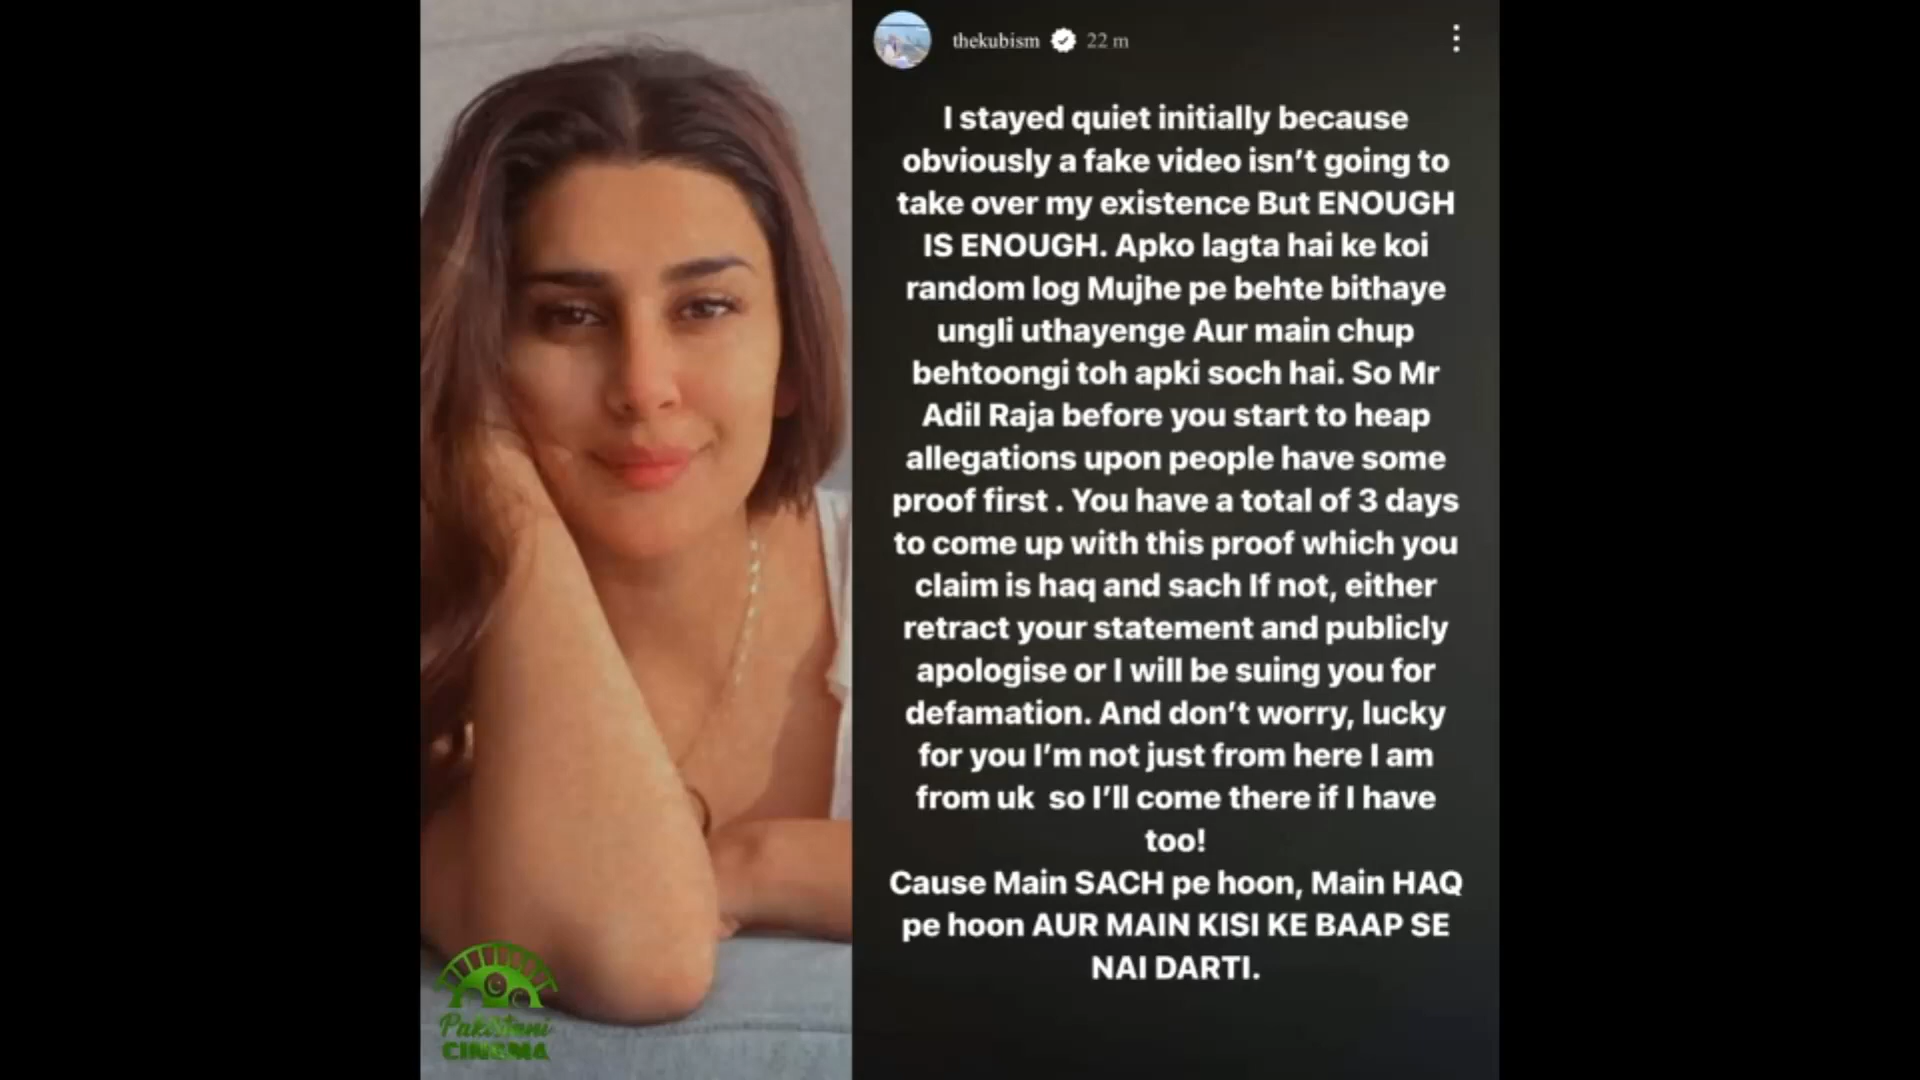 thekubism 22 m
I stayed quiet initially because
obviously a fake video isn't going to
take over my existence But ENOUGH
IS ENOUGH. Apko lagta hai ke koi
random log Mujhe pe behte bithaye
ungli uthayenge Aur main chup
behtoongi toh apki soch hai. So Mr
Adil Raja before you start to heap
allegations upon people have some
proof first . You have a total of 3 days
to come up with this proof which you
claim is haq and sach If not, either
retract your statement and publicly
apologise or I will be suing you for
defamation. And don't worry, lucky
for you I'm not just from here I am
from uk  so I'll come there if I have
too!
Cause Main SACH pe hoon, Main HAQ
pe hoon AUR MAIN KISI KE BAAP SE
NAI DARTI.
Pakistani
CINEMA